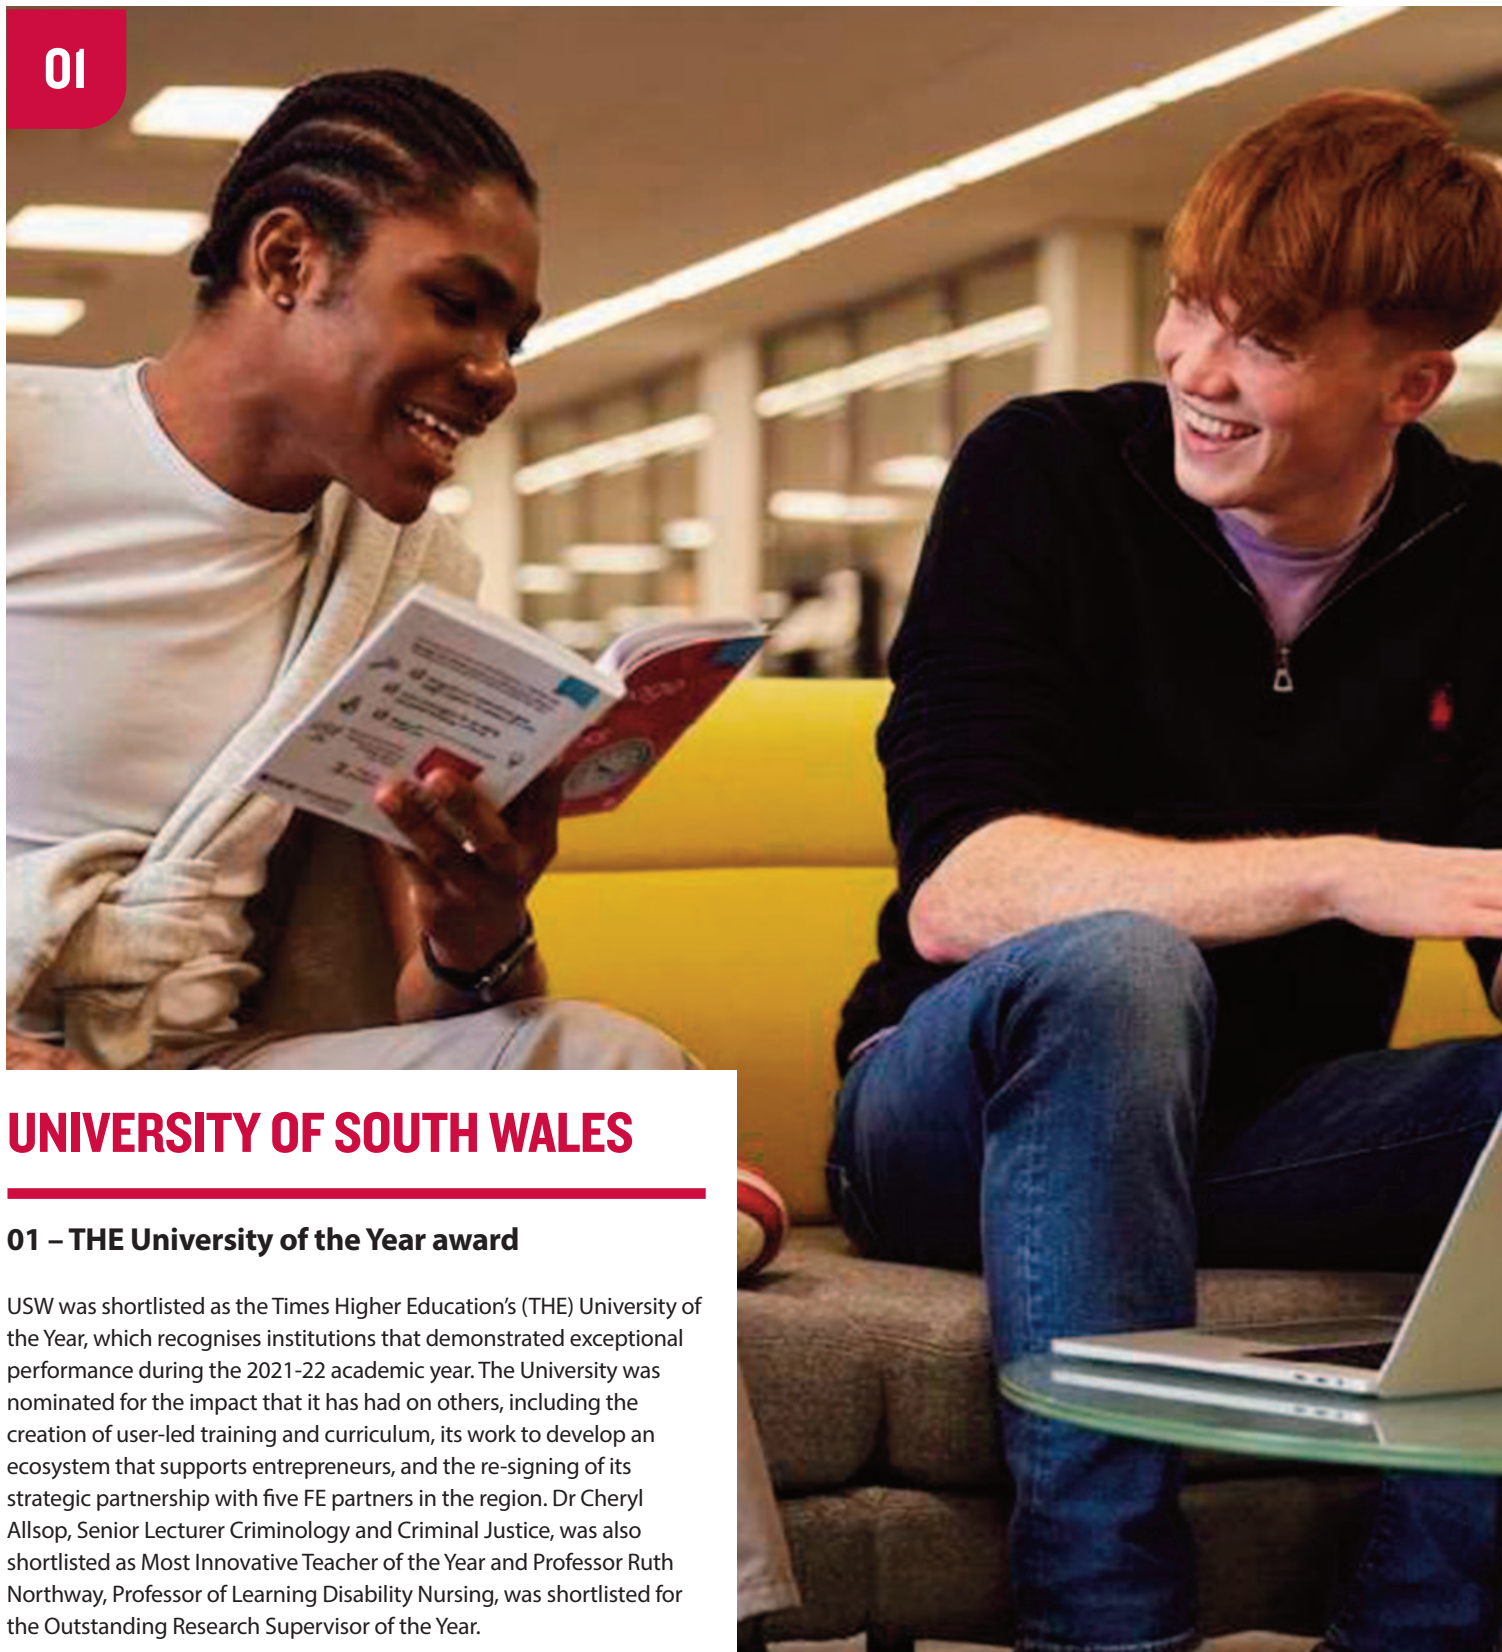 01
UNIVERSITY OF SOUTH WALES
01 – THE University of the Year award
USW was shortlisted as the Times Higher Education’s (THE) University of
the Year, which recognises institutions that demonstrated exceptional
performance during the 2021-22 academic year. The University was
nominated for the impact that it has had on others, including the
creation of user-led training and curriculum, its work to develop an
ecosystem that supports entrepreneurs, and the re-signing of its
strategic partnership with five FE partners in the region. Dr Cheryl
Allsop, Senior Lecturer Criminology and Criminal Justice, was also
shortlisted as Most Innovative Teacher of the Year and Professor Ruth
Northway, Professor of Learning Disability Nursing, was shortlisted for
the Outstanding Research Supervisor of the Year.